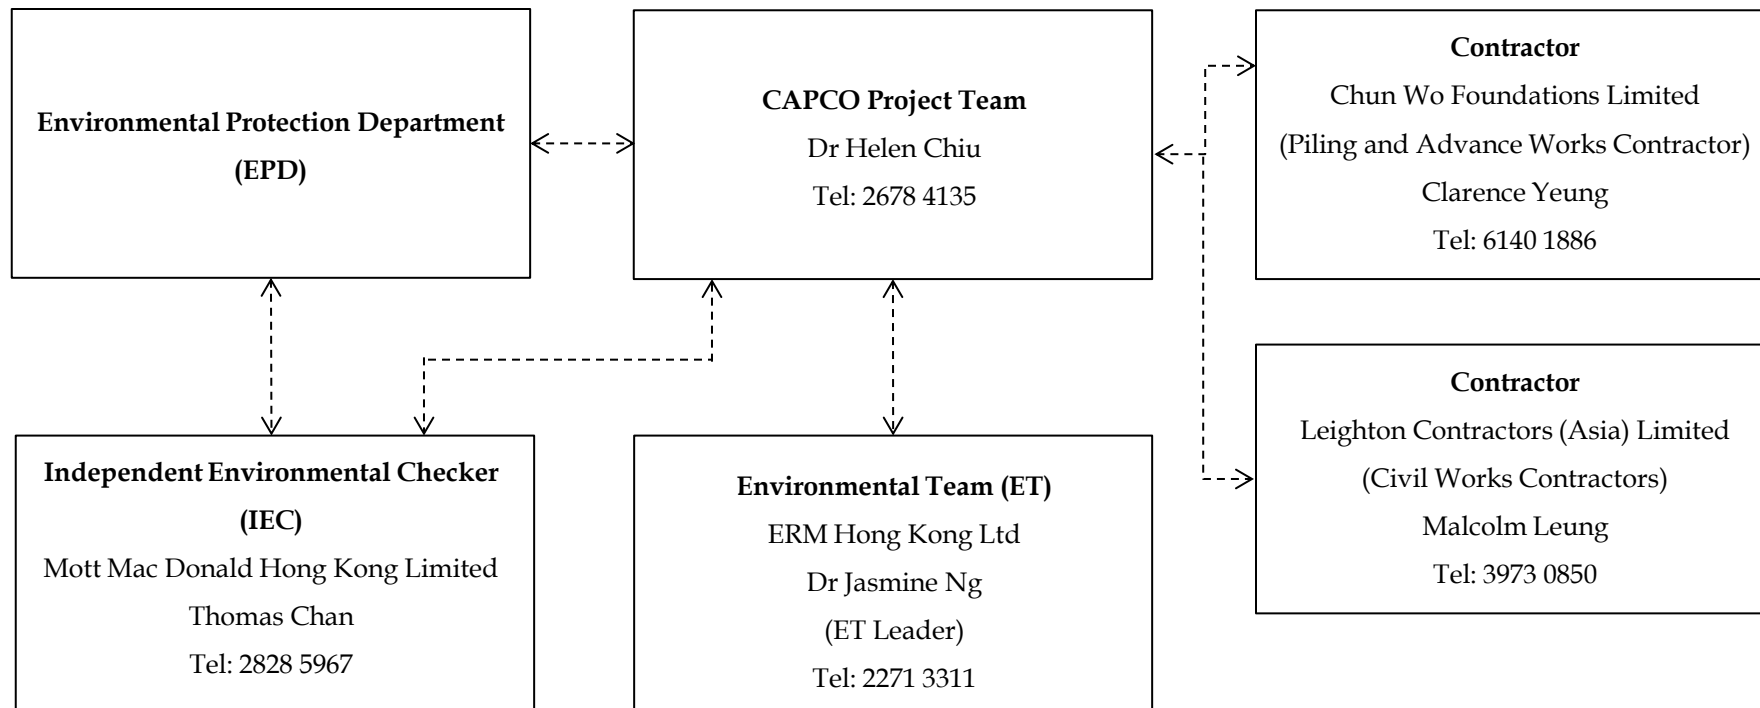 Environmental Protection Department
(EPD)
CAPCO Project Team
Dr Helen Chiu
Tel: 2678 4135
Contractor
Chun Wo Foundations Limited
(Piling and Advance Works Contractor)
Clarence Yeung
Tel: 6140 1886
Contractor
Leighton Contractors (Asia) Limited
(Civil Works Contractors)
Malcolm Leung
Tel: 3973 0850
Independent Environmental Checker
(IEC)
Mott Mac Donald Hong Kong Limited
Thomas Chan
Tel: 2828 5967
Environmental Team (ET)
ERM Hong Kong Ltd
Dr Jasmine Ng
(ET Leader)
Tel: 2271 3311